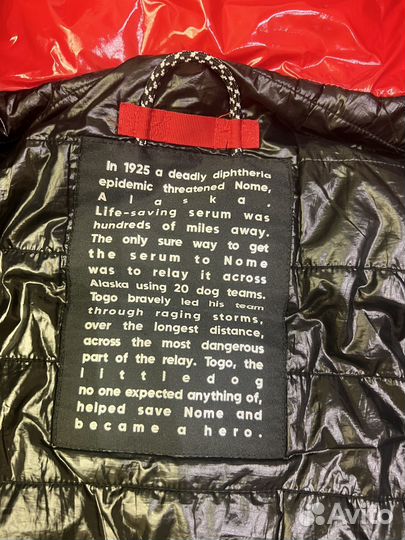 In 1925 a deadly diphtheria
epidemic threatened Nome,
Alaska.
Life-saving serum was
hundreds of miles away.
The only sure way to get
the serum to Nome
was to relay it across
Alaska using 20 dog teams.
Togo bravely led his team
through raging storms,
over the longest distance,
across the most dangerous
part of the relay. Togo, the
little dog
no one expected anything of,
helped save Nome and
became a hero.
Avito